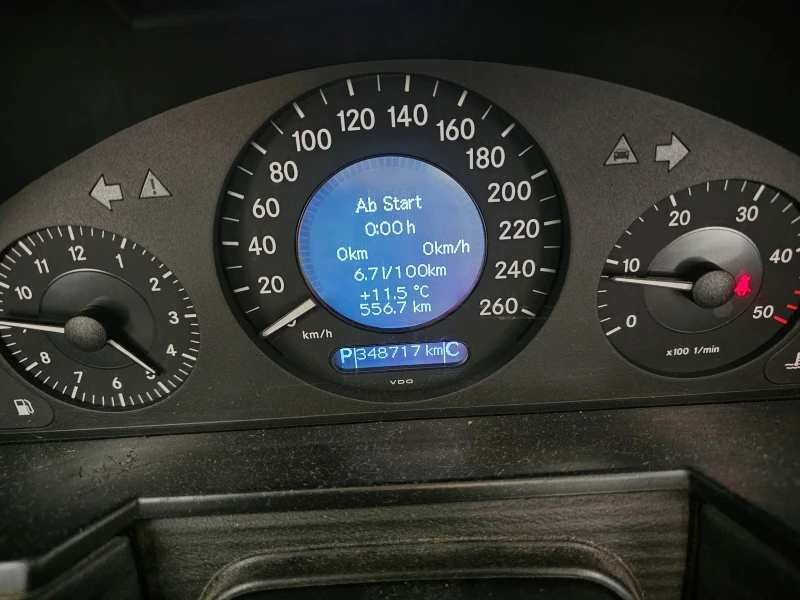 Ab Start
0:00 h
0km 0km/h
6.7l/100km
+11.5 °C
556.7 km
P 348717 km C
VDO
20 40 60 80 100 120 140 160 180 200 220 240 260
km/h
12 1 2 3 4 5 6 7 8 10 11
0 10 20 30 40 50
x100 1/min